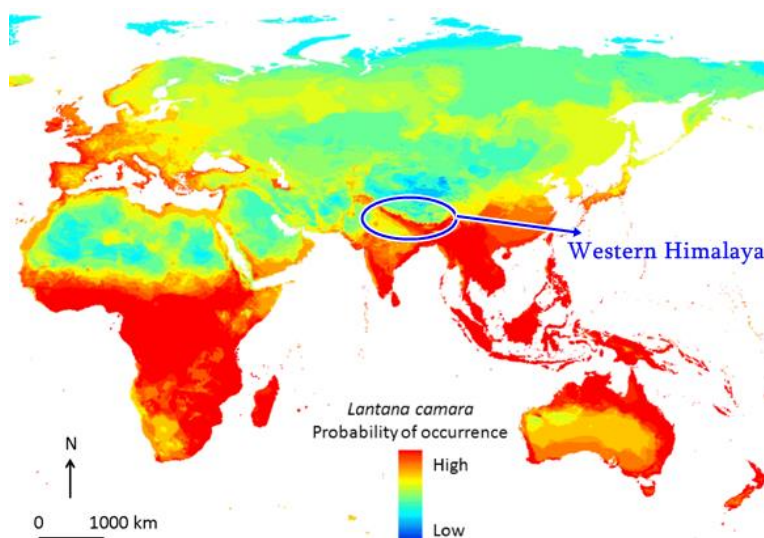 Western Himalaya
Lantana camara
Probability of occurrence
High
Low
N
0 1000 km